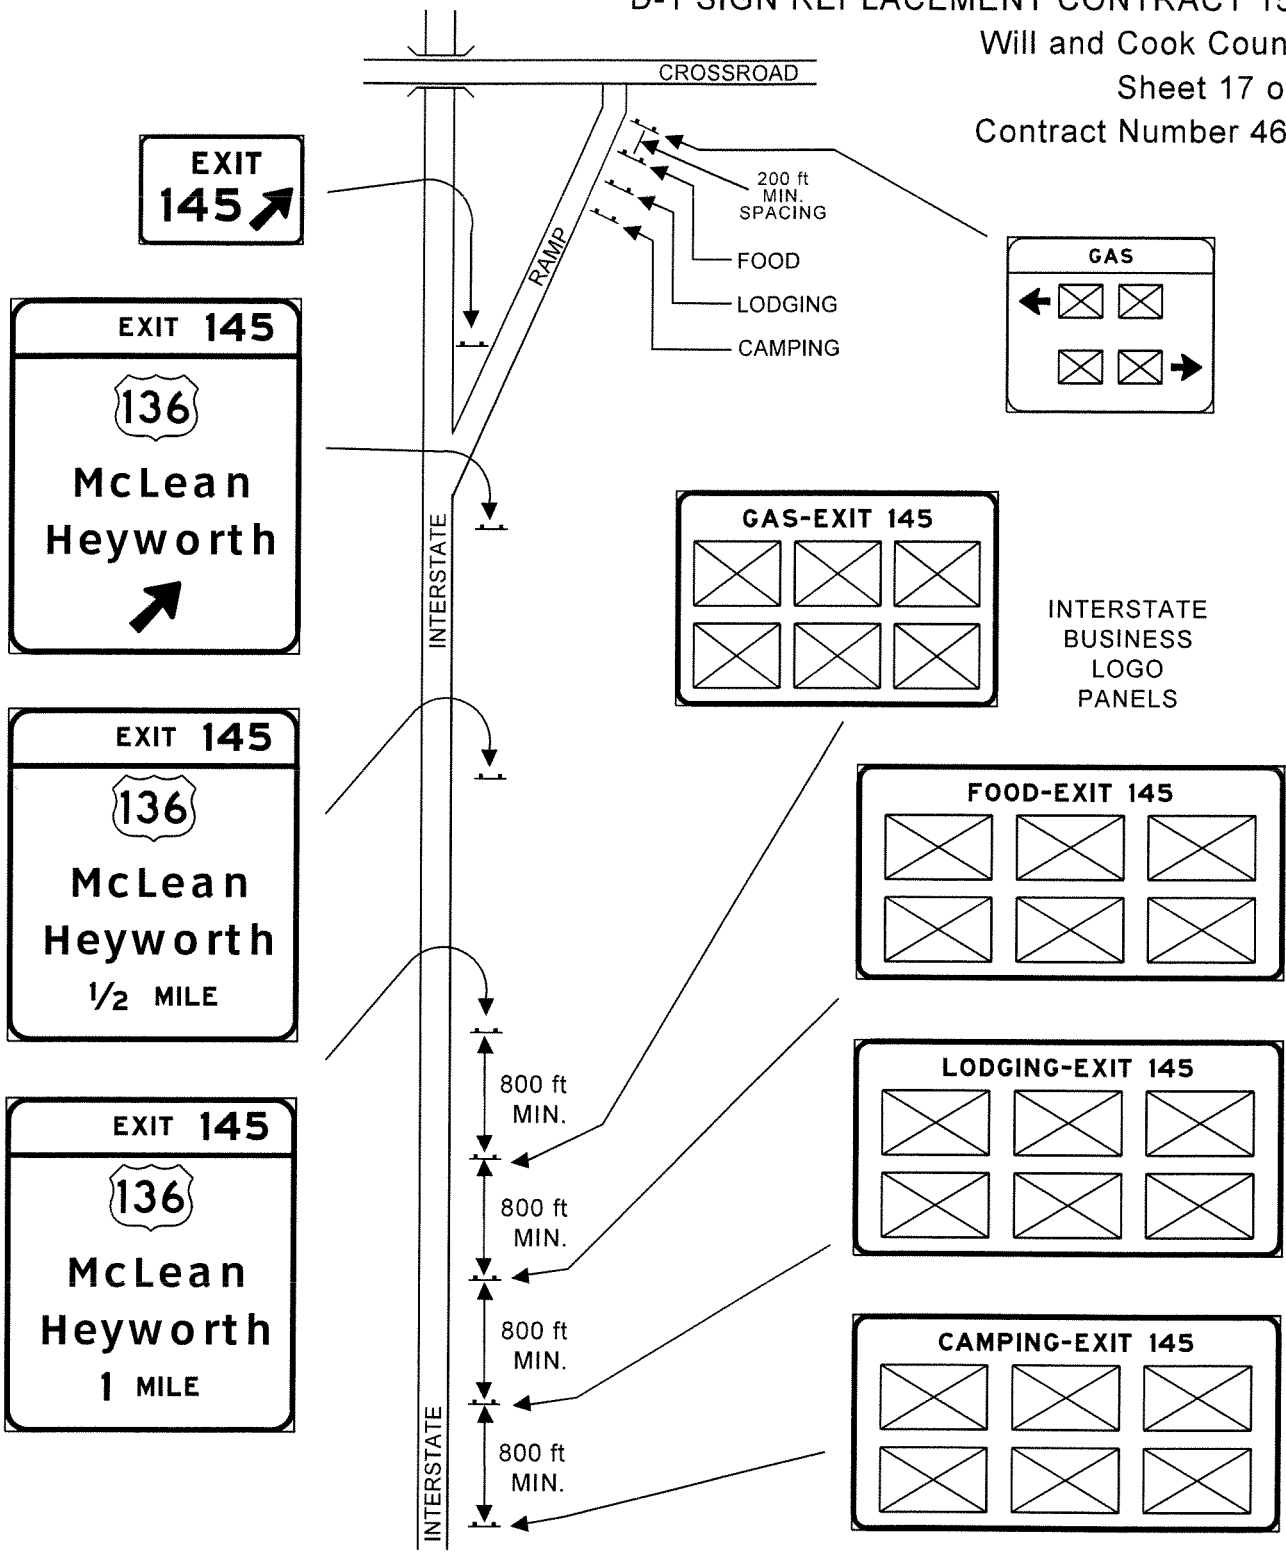 D-1 SIGN REPLACEMENT CONTRACT
Will and Cook
Sheet 17
Contract Number
CROSSROAD
EXIT
145
200 ft
MIN.
SPACING
RAMP
FOOD
LODGING
CAMPING
GAS
EXIT 145
136
McLean
Heyworth
INTERSTATE
GAS-EXIT 145
INTERSTATE
BUSINESS
LOGO
PANELS
EXIT 145
136
McLean
Heyworth
1/2 MILE
FOOD-EXIT 145
800 ft
MIN.
LODGING-EXIT 145
EXIT 145
136
McLean
Heyworth
1 MILE
800 ft
MIN.
800 ft
MIN.
CAMPING-EXIT 145
800 ft
MIN.
INTERSTATE